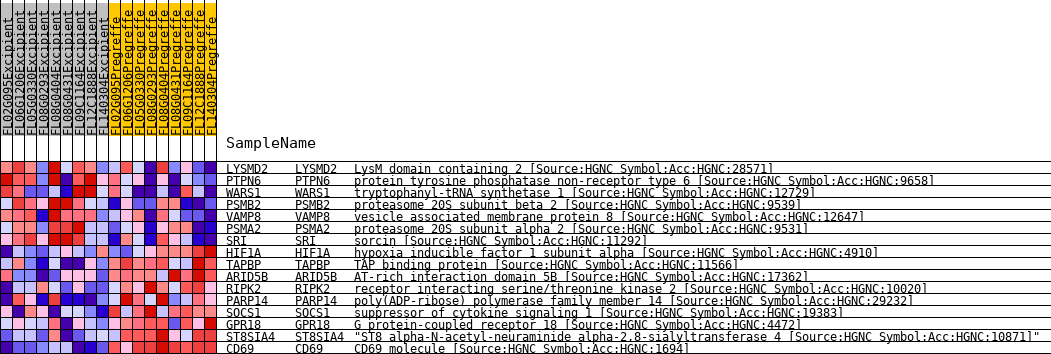 FL02G095Excipient
FL06G1206Excipient
FL05G0330Excipient
FL08G0293Excipient
FL08G0404Excipient
FL08G0431Excipient
FL09C1164Excipient
FL12C1888Excipient
FL140304Excipient
FL02G095Pregreffe
FL06G1206Pregreffe
FL05G0330Pregreffe
FL08G0293Pregreffe
FL08G0404Pregreffe
FL08G0431Pregreffe
FL09C1164Pregreffe
FL12C1888Pregreffe
FL140304Pregreffe
SampleName
LYSMD2 LYSMD2 LysM domain containing 2 [Source:HGNC Symbol;Acc:HGNC:28571]
PTPN6 PTPN6 protein tyrosine phosphatase non-receptor type 6 [Source:HGNC Symbol;Acc:HGNC:9658]
WARS1 WARS1 tryptophanyl-tRNA synthetase 1 [Source:HGNC Symbol;Acc:HGNC:12729]
PSMB2 PSMB2 proteasome 20S subunit beta 2 [Source:HGNC Symbol;Acc:HGNC:9539]
VAMP8 VAMP8 vesicle associated membrane protein 8 [Source:HGNC Symbol;Acc:HGNC:12647]
PSMA2 PSMA2 proteasome 20S subunit alpha 2 [Source:HGNC Symbol;Acc:HGNC:9531]
SRI SRI sorcin [Source:HGNC Symbol;Acc:HGNC:11292]
HIF1A HIF1A hypoxia inducible factor 1 subunit alpha [Source:HGNC Symbol;Acc:HGNC:4910]
TAPBP TAPBP TAP binding protein [Source:HGNC Symbol;Acc:HGNC:11566]
ARID5B ARID5B AT-rich interaction domain 5B [Source:HGNC Symbol;Acc:HGNC:17362]
RIPK2 RIPK2 receptor interacting serine/threonine kinase 2 [Source:HGNC Symbol;Acc:HGNC:10020]
PARP14 PARP14 poly(ADP-ribose) polymerase family member 14 [Source:HGNC Symbol;Acc:HGNC:29232]
SOCS1 SOCS1 suppressor of cytokine signaling 1 [Source:HGNC Symbol;Acc:HGNC:19383]
GPR18 GPR18 G protein-coupled receptor 18 [Source:HGNC Symbol;Acc:HGNC:4472]
ST8SIA4 ST8SIA4 "ST8 alpha-N-acetyl-neuraminide alpha-2,8-sialyltransferase 4 [Source:HGNC Symbol;Acc:HGNC:10871]"
CD69 CD69 CD69 molecule [Source:HGNC Symbol;Acc:HGNC:1694]